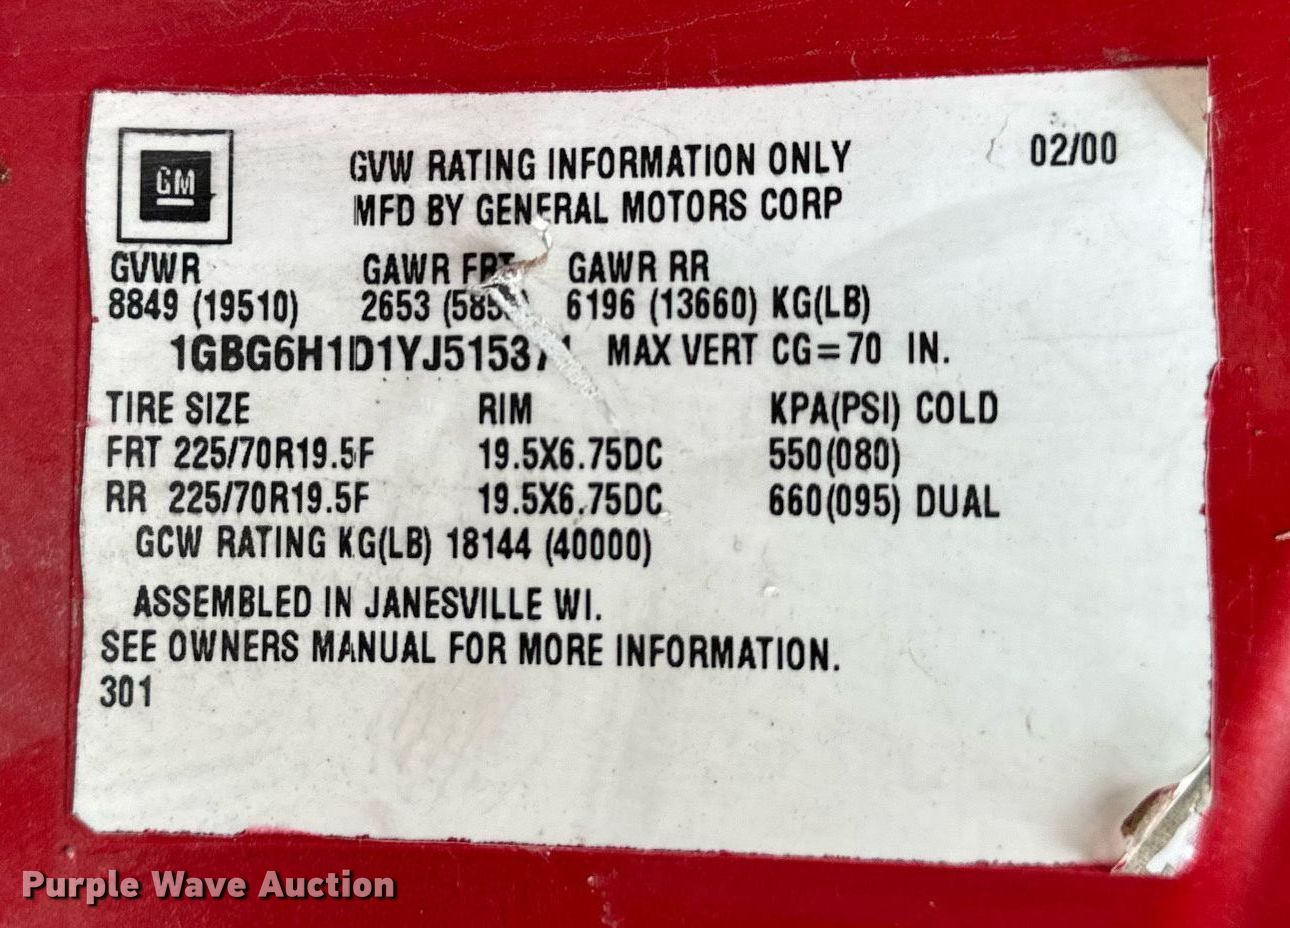 GM
GVW RATING INFORMATION ONLY
02/00
MFD BY GENERAL MOTORS CORP
GVWR GAWR FRT GAWR RR
8849 (19510) 2653 6196 (13660) KG(LB)
MAX VERT CG=70 IN.
TIRE SIZE RIM KPA(PSI) COLD
FRT 225/70R19.5F 19.5X6.75DC 550(080)
RR 225/70R19.5F 19.5X6.75DC 660(095) DUAL
GCW RATING KG(LB) 18144 (40000)
ASSEMBLED IN JANESVILLE WI.
SEE OWNERS MANUAL FOR MORE INFORMATION.
301
Purple Wave Auction